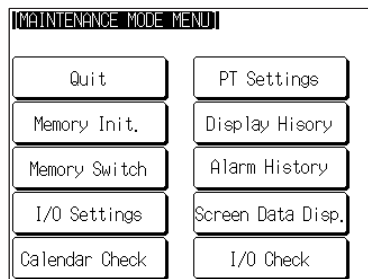 [MAINTENANCE MODE MENU]
Quit
PT Settings
Memory Init.
Display Hisory
Memory Switch
Alarm History
I/O Settings
Screen Data Disp.
Calendar Check
I/O Check